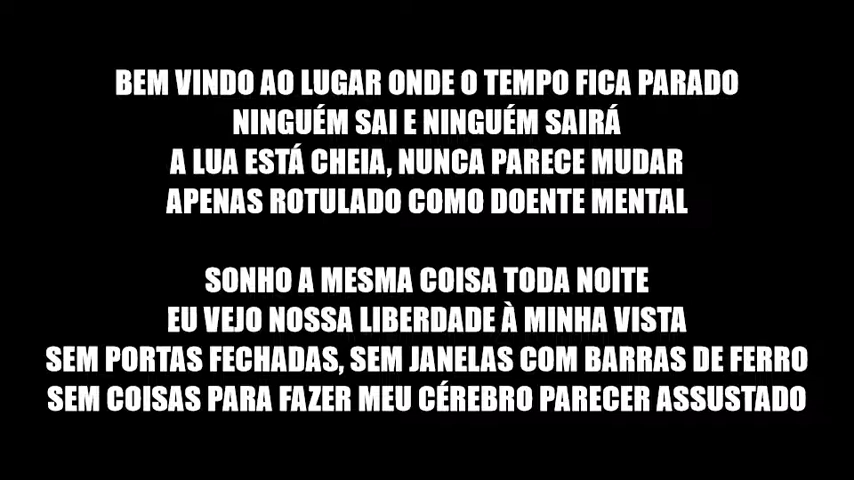 BEM VINDO AO LUGAR ONDE O TEMPO FICA PARADO
NINGUÉM SAI E NINGUÉM SAIRÁ
A LUA ESTÁ CHEIA, NUNCA PARECE MUDAR
APENAS ROTULADO COMO DOENTE MENTAL
SONHO A MESMA COISA TODA NOITE
EU VEJO NOSSA LIBERDADE À MINHA VISTA
SEM PORTAS FECHADAS, SEM JANELAS COM BARRAS DE FERRO
SEM COISAS PARA FAZER MEU CÉREBRO PARECER ASSUSTADO